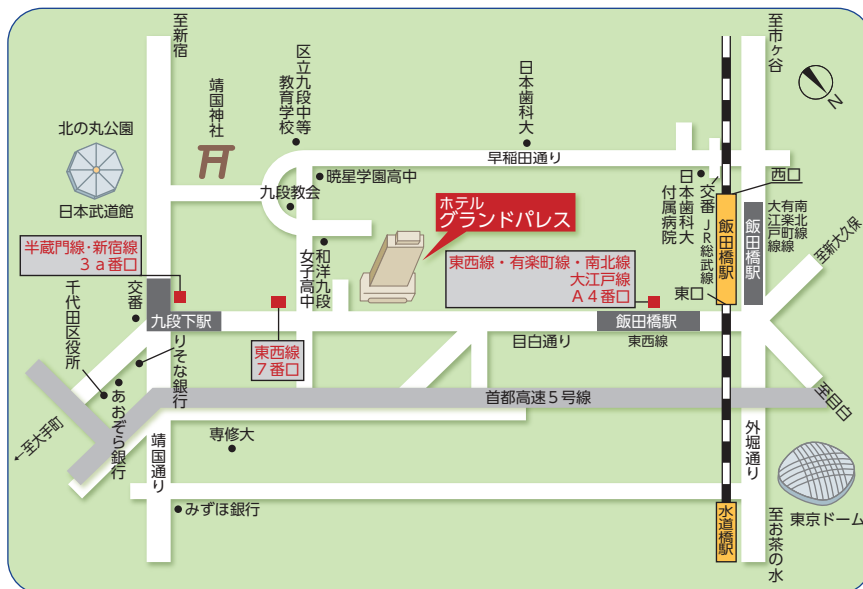 至新宿
靖国神社
区立九段中等
教育学校
日本歯科大
至市ヶ谷
N
北の丸公園
日本武道館
早稲田通り
暁星学園高中
九段教会
ホテル
グランドパレス
日本歯科大
付属病院
交番
JR総武線
西口
飯田橋駅
飯田橋駅
南北線
有楽町線
大江戸線
至新大久保
半蔵門線・新宿線
3a番口
和洋九段
女子高中
東西線・有楽町線・南北線
大江戸線
A4番口
東口
千代田区役所
交番
九段下駅
東西線
7番口
目白通り
飯田橋駅
東西線
りそな銀行
あおぞら銀行
首都高速5号線
至目白
←至大手町
靖国通り
専修大
外堀通り
みずほ銀行
水道橋駅
東京ドーム
至お茶の水